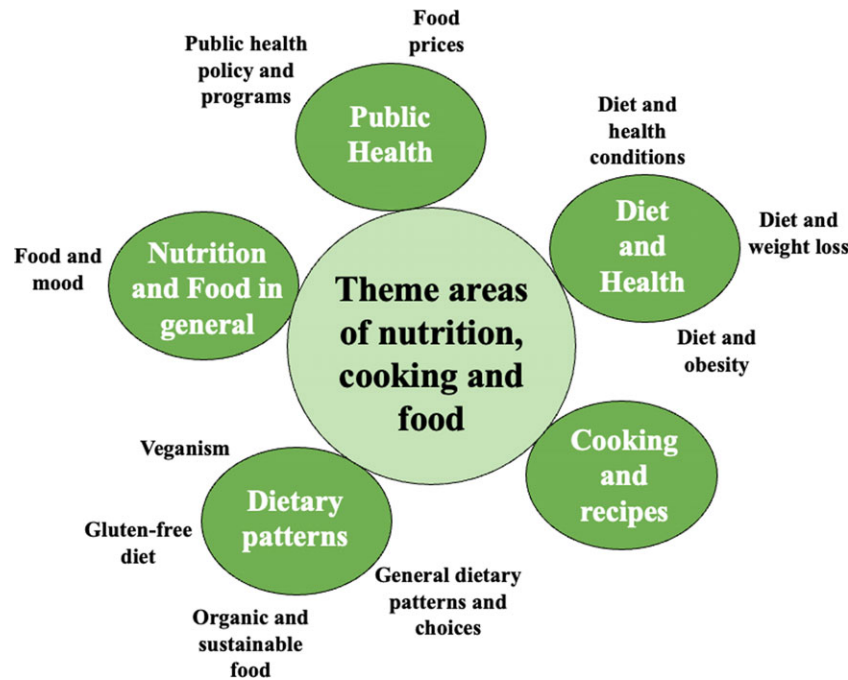 Food
prices
Public health
policy and
programs
Public
Health
Diet and
health
conditions
Diet
and
Health
Diet and
weight loss
Diet and
obesity
Nutrition
and Food in
general
Food and
mood
Theme areas
of nutrition,
cooking and
food
Cooking
and
recipes
Veganism
Dietary
patterns
Gluten-free
diet
General dietary
patterns and
choices
Organic and
sustainable
food